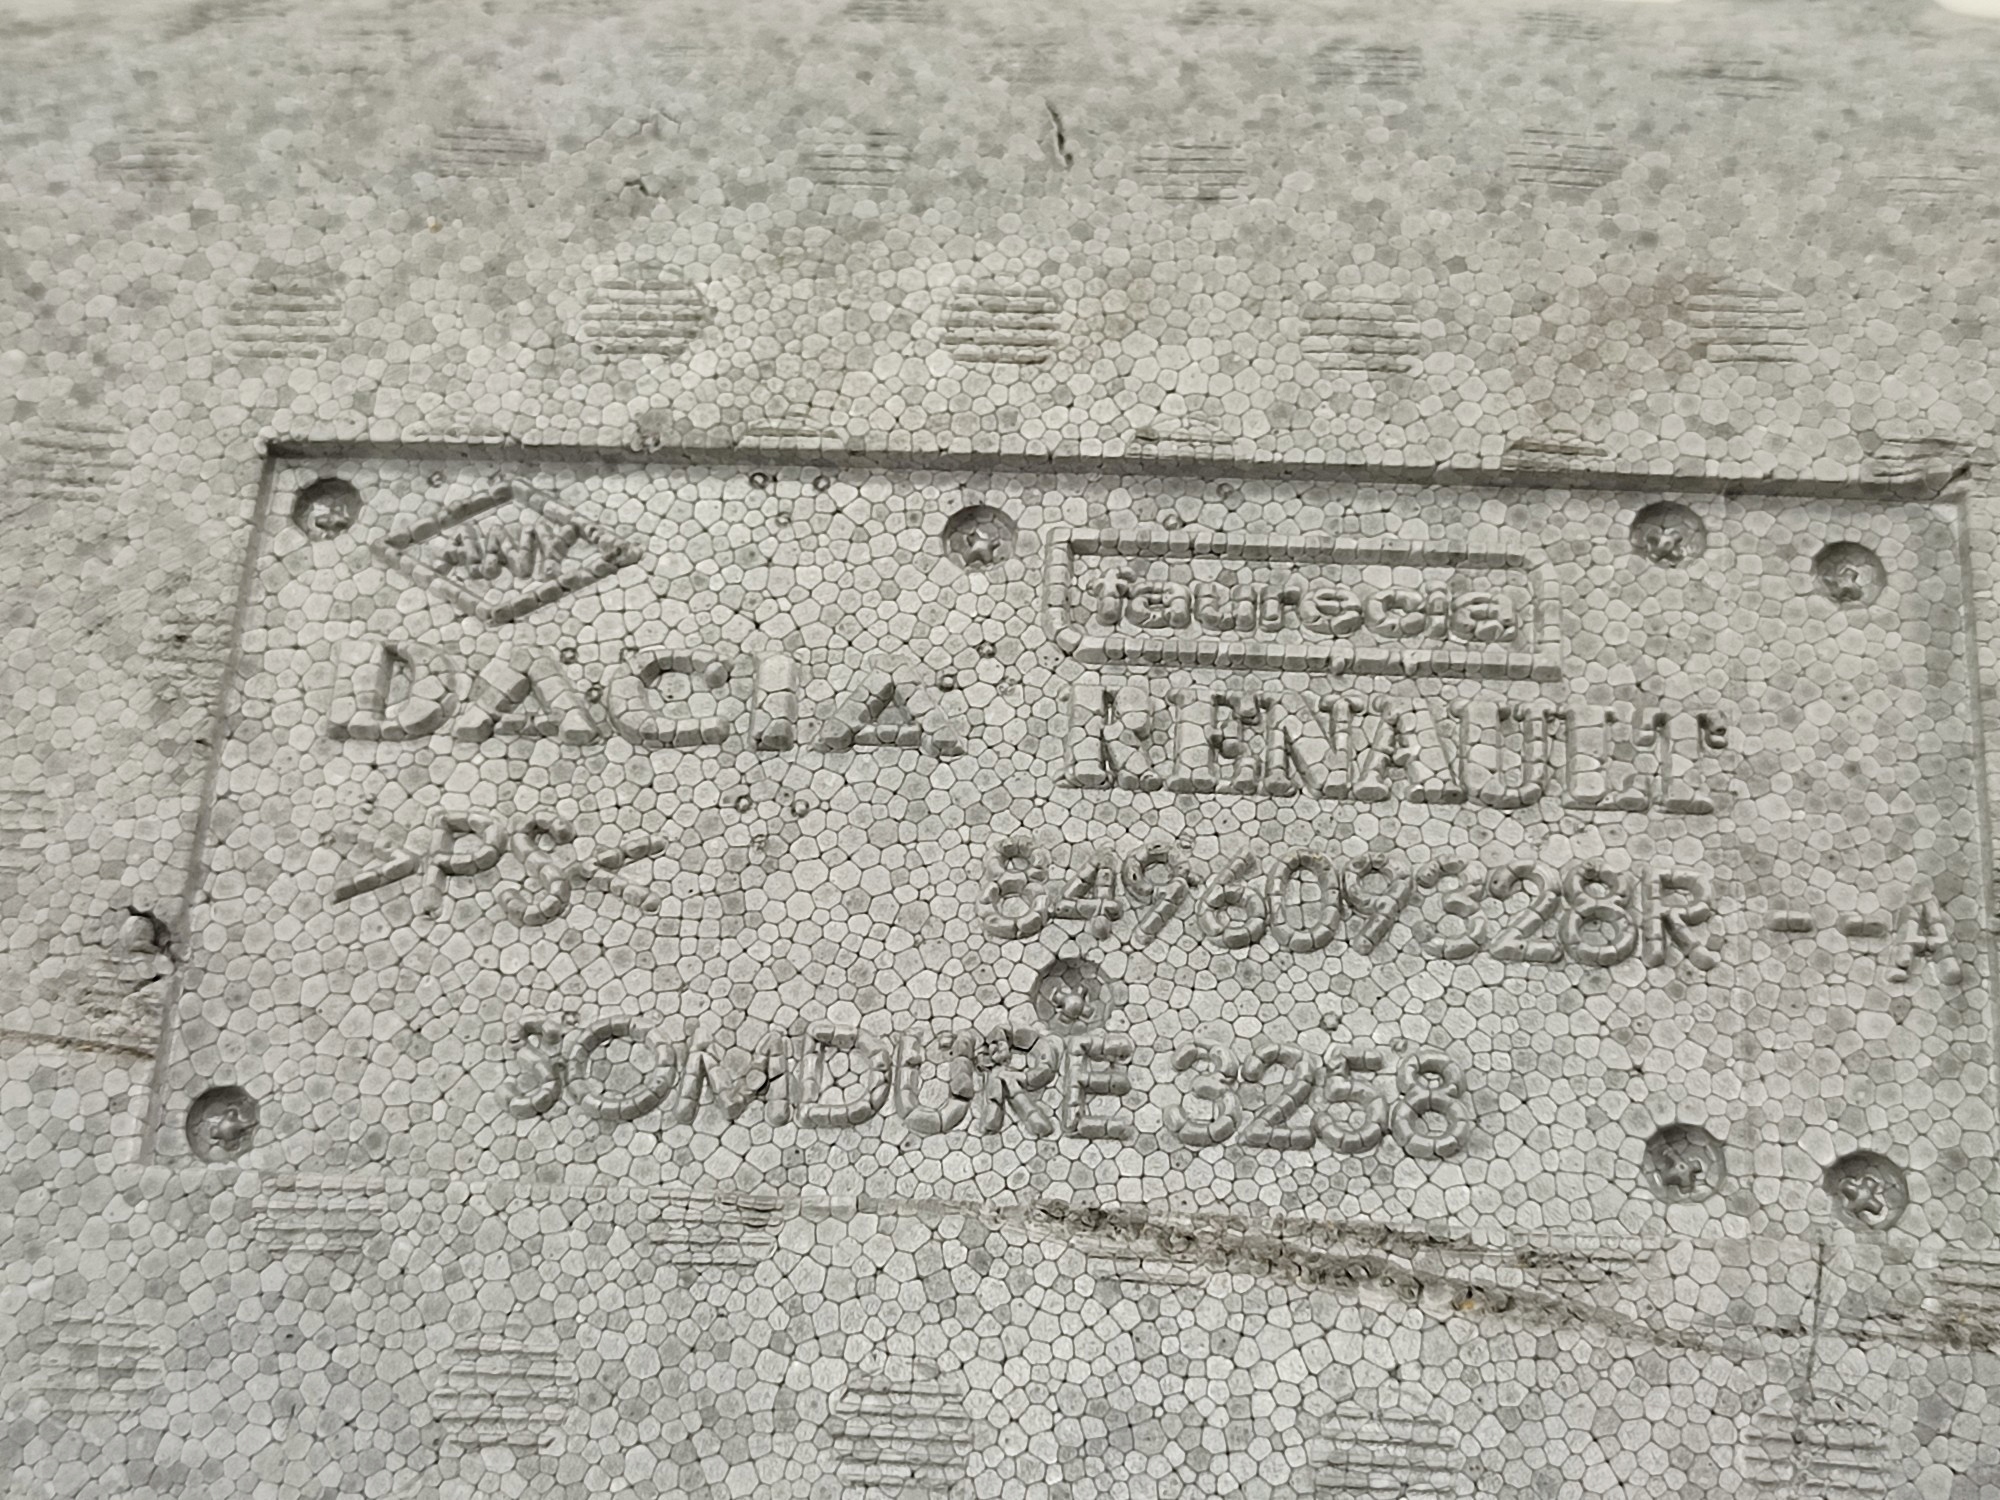 faurecia
DACIA
RENAULT
>PS<
849609328R --A
SOMDURE 3258